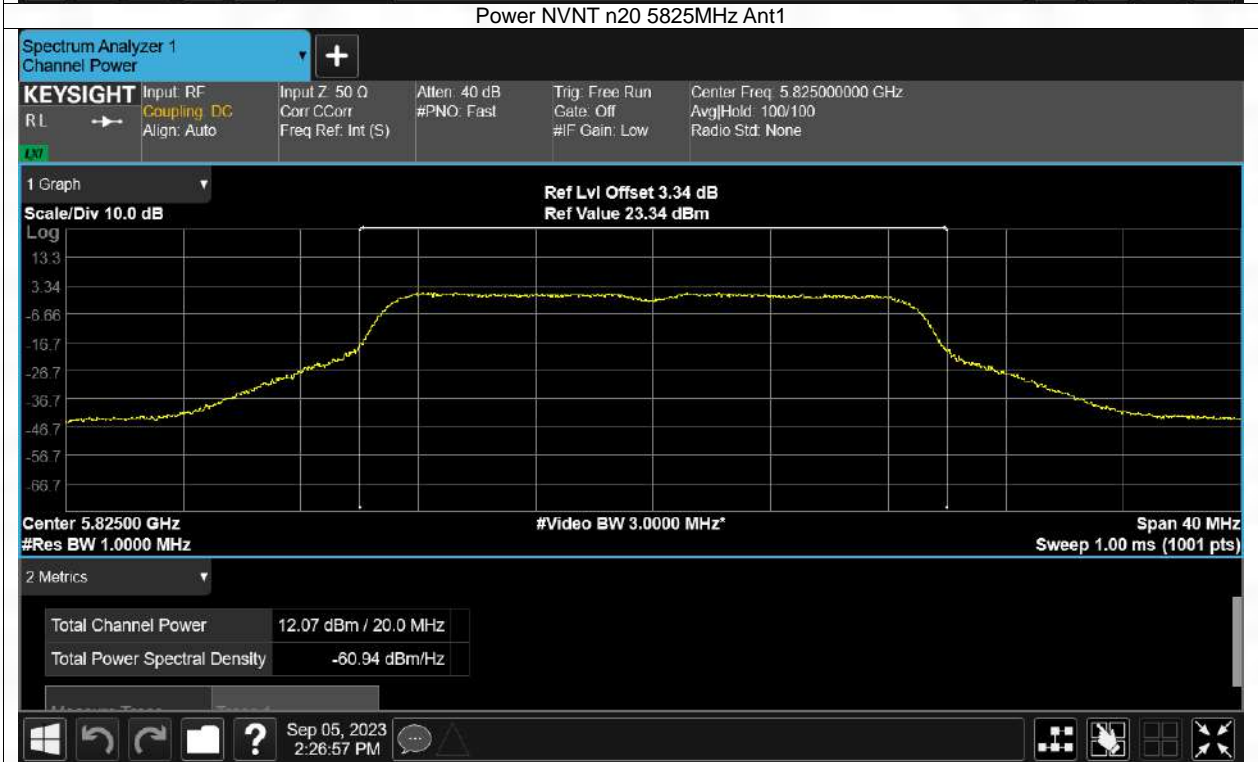 Power NVNT n20 5825MHz Ant1
Spectrum Analyzer 1
Channel Power
KEYSIGHT
RL
LXI
Input: RF
Coupling: DC
Align: Auto
Input Z: 50 Ω
Corr CCorr
Freq Ref: Int (S)
Atten: 40 dB
#PNO: Fast
Trig: Free Run
Gate: Off
#IF Gain: Low
Center Freq: 5.825000000 GHz
Avg|Hold: 100/100
Radio Std: None
1 Graph
Scale/Div 10.0 dB
Ref Lvl Offset 3.34 dB
Ref Value 23.34 dBm
Log
13.3
3.34
-6.66
-16.7
-26.7
-36.7
-46.7
-56.7
-66.7
Center 5.82500 GHz
#Res BW 1.0000 MHz
#Video BW 3.0000 MHz*
Span 40 MHz
Sweep 1.00 ms (1001 pts)
2 Metrics
Total Channel Power 12.07 dBm / 20.0 MHz
Total Power Spectral Density -60.94 dBm/Hz
Sep 05, 2023
2:26:57 PM